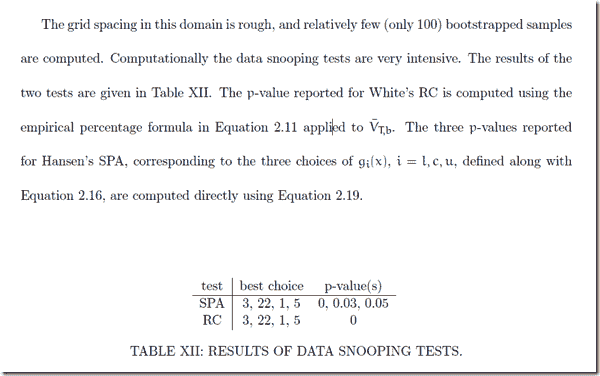 The grid spacing in this domain is rough, and relatively few (only 100) bootstrapped samples
are computed. Computationally the data snooping tests are very intensive. The results of the
two tests are given in Table XII. The p-value reported for White's RC is computed using the
empirical percentage formula in Equation 2.11 applied to V̄T,b. The three p-values reported
for Hansen's SPA, corresponding to the three choices of gi(x), i = l, c, u, defined along with
Equation 2.16, are computed directly using Equation 2.19.
test best choice p-value(s)
SPA 3, 22, 1, 5 0, 0.03, 0.05
RC 3, 22, 1, 5 0
TABLE XII: RESULTS OF DATA SNOOPING TESTS.